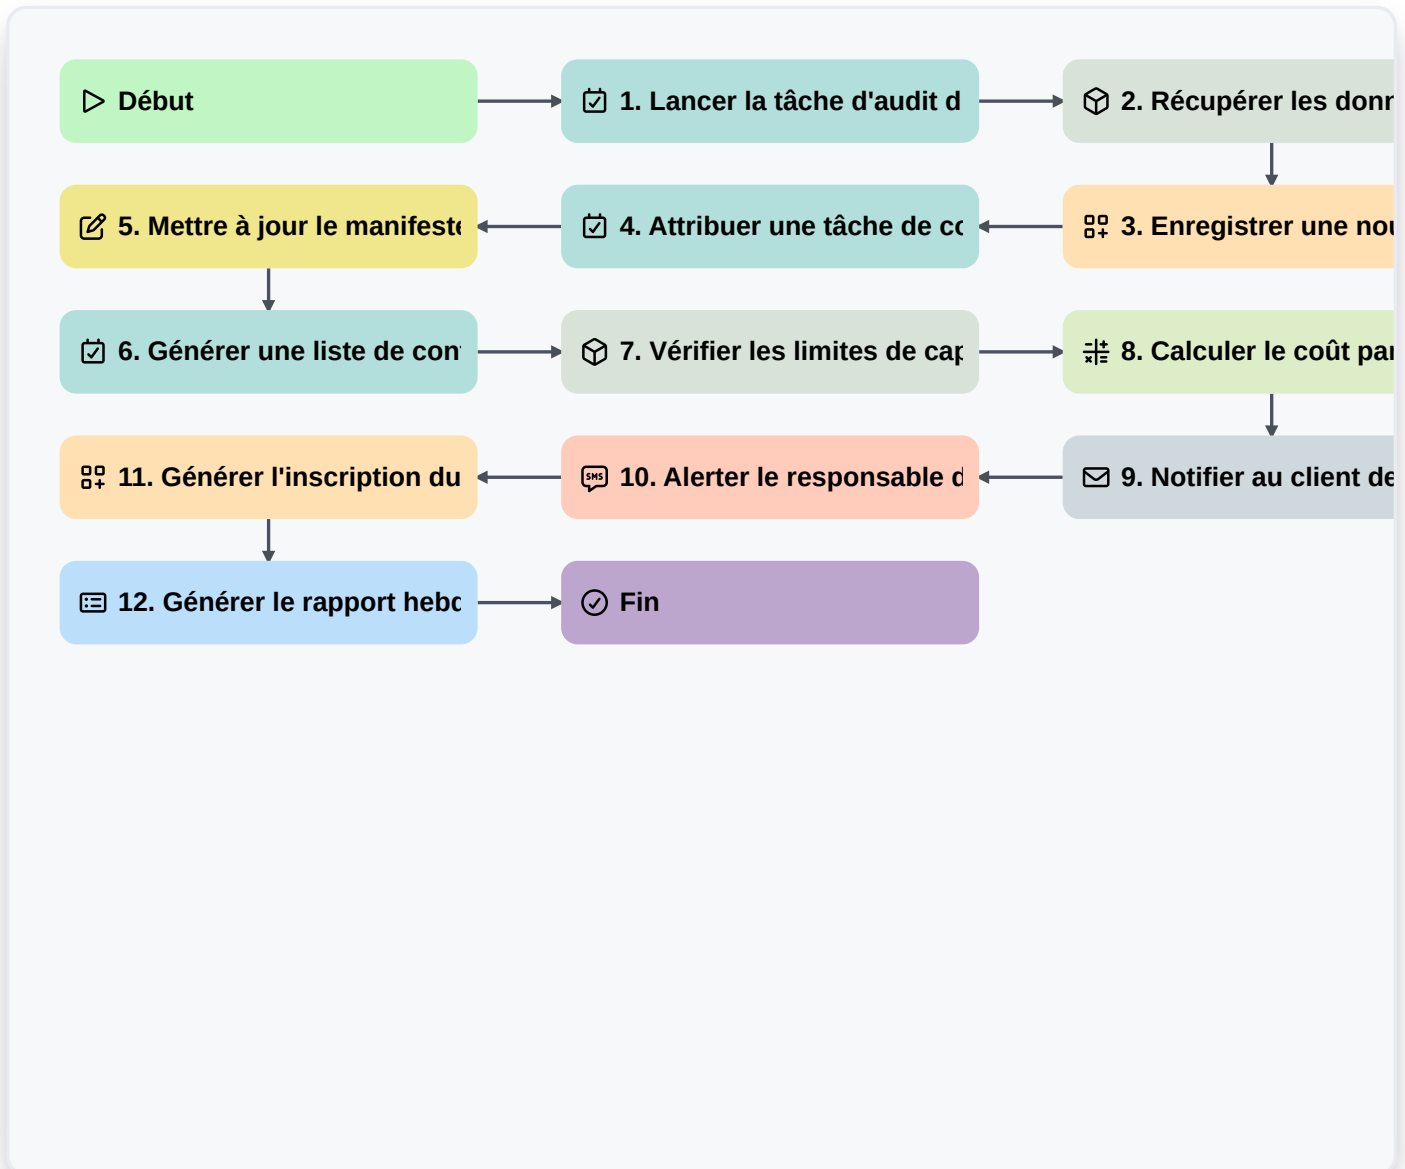 Début
1. Lancer la tâche d'audit d
2. Récupérer les donn
5. Mettre à jour le manifeste
4. Attribuer une tâche de co
3. Enregistrer une nou
6. Générer une liste de con
7. Vérifier les limites de cap
8. Calculer le coût par
11. Générer l'inscription du
10. Alerter le responsable d
SMS
9. Notifier au client de
12. Générer le rapport hebd
Fin